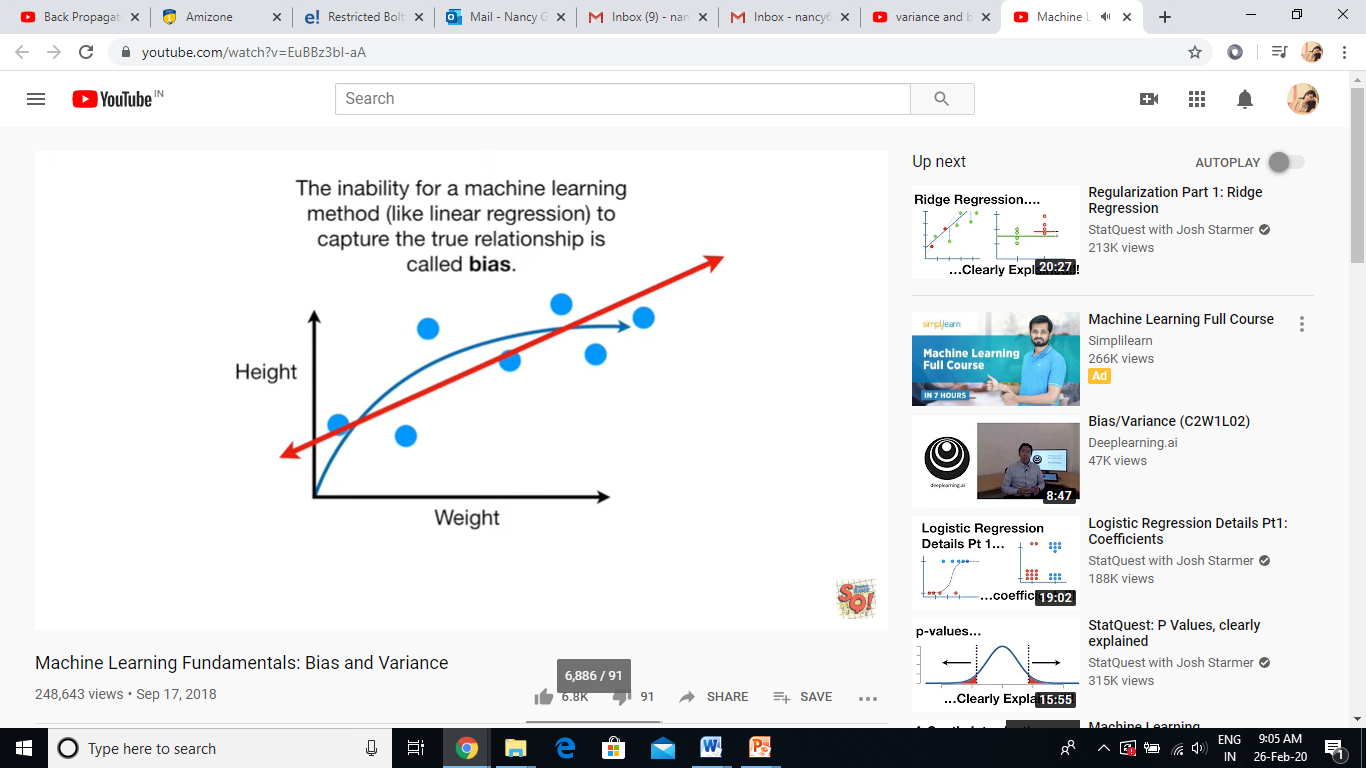 Back Propagat
Amizone
Restricted Bolt
Mail - Nancy G
Inbox (9) - nan
Inbox - nancy6
variance and b
Machine L
youtube.com/watch?v=EuBBz3bI-aA
YouTube IN
Search
The inability for a machine learning
method (like linear regression) to
capture the true relationship is
called bias.
Height
Weight
SQ!
Machine Learning Fundamentals: Bias and Variance
248,643 views • Sep 17, 2018
6,886 / 91
6.8K
91
SHARE
SAVE
Up next
AUTOPLAY
Ridge Regression....
...Clearly Explained!!!
20:27
Regularization Part 1: Ridge
Regression
StatQuest with Josh Starmer
213K views
simplilearn
Machine Learning
Full Course
IN 7 HOURS
Machine Learning Full Course
Simplilearn
266K views
Ad
deeplearning.ai
8:47
Bias/Variance (C2W1L02)
Deeplearning.ai
47K views
Logistic Regression
Details Pt 1...
...coeffic
19:02
Logistic Regression Details Pt1:
Coefficients
StatQuest with Josh Starmer
188K views
p-values...
...Clearly Expla
15:55
StatQuest: P Values, clearly
explained
StatQuest with Josh Starmer
315K views
Machine Learning
Type here to search
ENG
IN
9:05 AM
26-Feb-20
1